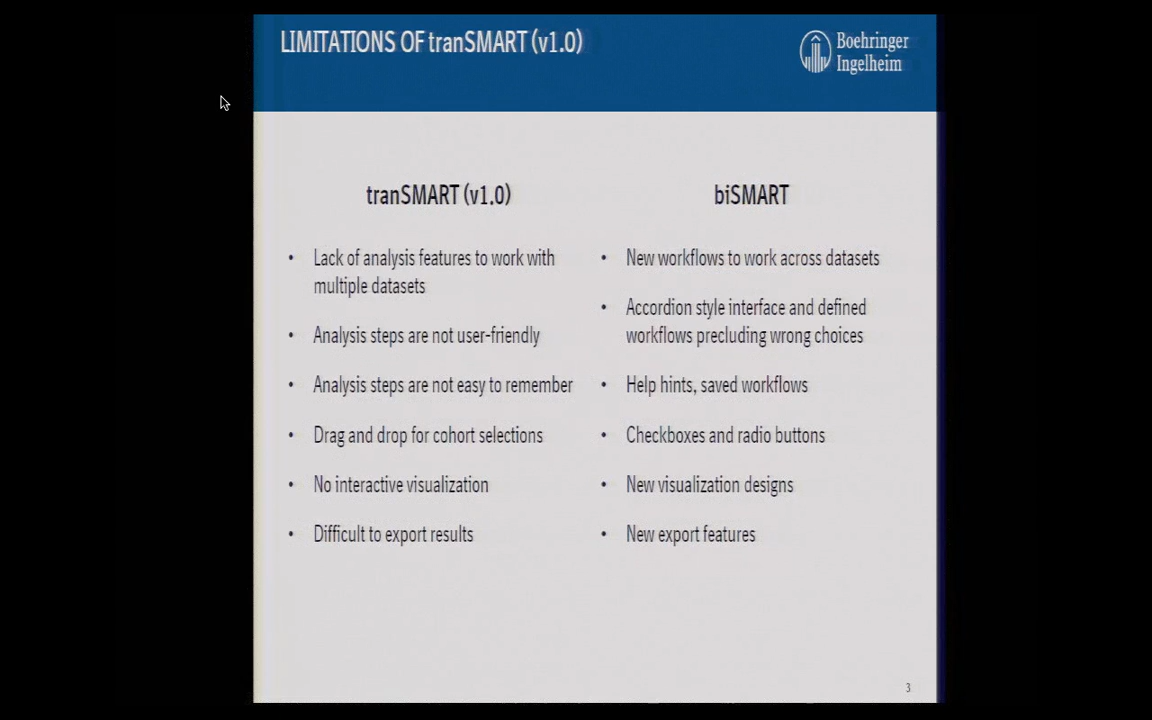 LIMITATIONS OF tranSMART (v1.0)
Boehringer
Ingelheim
tranSMART (v1.0)
• Lack of analysis features to work with
multiple datasets
• Analysis steps are not user-friendly
• Analysis steps are not easy to remember
• Drag and drop for cohort selections
• No interactive visualization
• Difficult to export results
biSMART
• New workflows to work across datasets
• Accordion style interface and defined
workflows precluding wrong choices
• Help hints, saved workflows
• Checkboxes and radio buttons
• New visualization designs
• New export features
3